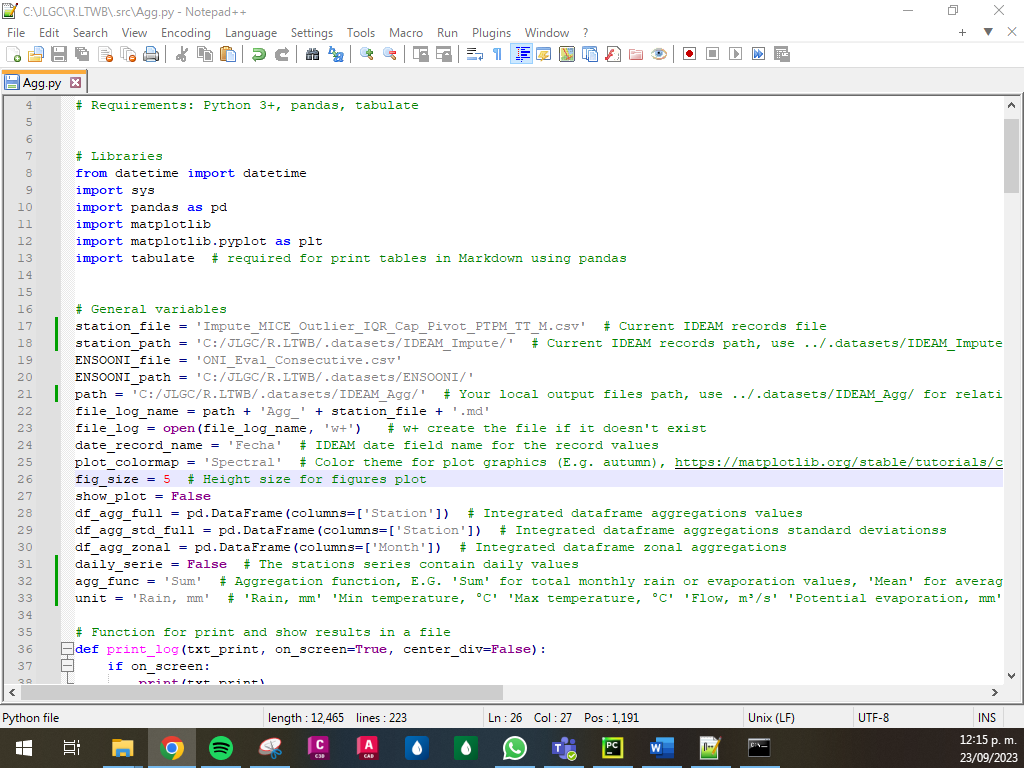 C:\JLGC\R.LTWB\.src\Agg.py - Notepad++
File Edit Search View Encoding Language Settings Tools Macro Run Plugins Window ?
Agg.py
4 # Requirements: Python 3+, pandas, tabulate
5
6
7 # Libraries
8 from datetime import datetime
9 import sys
10 import pandas as pd
11 import matplotlib
12 import matplotlib.pyplot as plt
13 import tabulate  # required for print tables in Markdown using pandas
14
15
16 # General variables
17 station_file = 'Impute_MICE_Outlier_IQR_Cap_Pivot_PTPM_TT_M.csv'  # Current IDEAM records file
18 station_path = 'C:/JLGC/R.LTWB/.datasets/IDEAM_Impute/'  # Current IDEAM records path, use ../.datasets/IDEAM_Impute
19 ENSOONI_file = 'ONI_Eval_Consecutive.csv'
20 ENSOONI_path = 'C:/JLGC/R.LTWB/.datasets/ENSOONI/'
21 path = 'C:/JLGC/R.LTWB/.datasets/IDEAM_Agg/'  # Your local output files path, use ../.datasets/IDEAM_Agg/ for relati
22 file_log_name = path + 'Agg_' + station_file + '.md'
23 file_log = open(file_log_name, 'w+')   # w+ create the file if it doesn't exist
24 date_record_name = 'Fecha'  # IDEAM date field name for the record values
25 plot_colormap = 'Spectral'  # Color theme for plot graphics (E.g. autumn), https://matplotlib.org/stable/tutorials/c
26 fig_size = 5  # Height size for figures plot
27 show_plot = False
28 df_agg_full = pd.DataFrame(columns=['Station'])  # Integrated dataframe aggregations values
29 df_agg_std_full = pd.DataFrame(columns=['Station'])  # Integrated dataframe aggregations standard deviationss
30 df_agg_zonal = pd.DataFrame(columns=['Month'])  # Integrated dataframe zonal aggregations
31 daily_serie = False  # The stations series contain daily values
32 agg_func = 'Sum'  # Aggregation function, E.G. 'Sum' for total monthly rain or evaporation values, 'Mean' for averag
33 unit = 'Rain, mm'  # 'Rain, mm' 'Min temperature, °C' 'Max temperature, °C' 'Flow, m³/s' 'Potential evaporation, mm'
34
35 # Function for print and show results in a file
36 def print_log(txt_print, on_screen=True, center_div=False):
37     if on_screen:
38         print(txt_print)
Python file length : 12,465 lines : 223 Ln : 26 Col : 27 Pos : 1,191 Unix (LF) UTF-8 INS
12:15 p. m.
23/09/2023